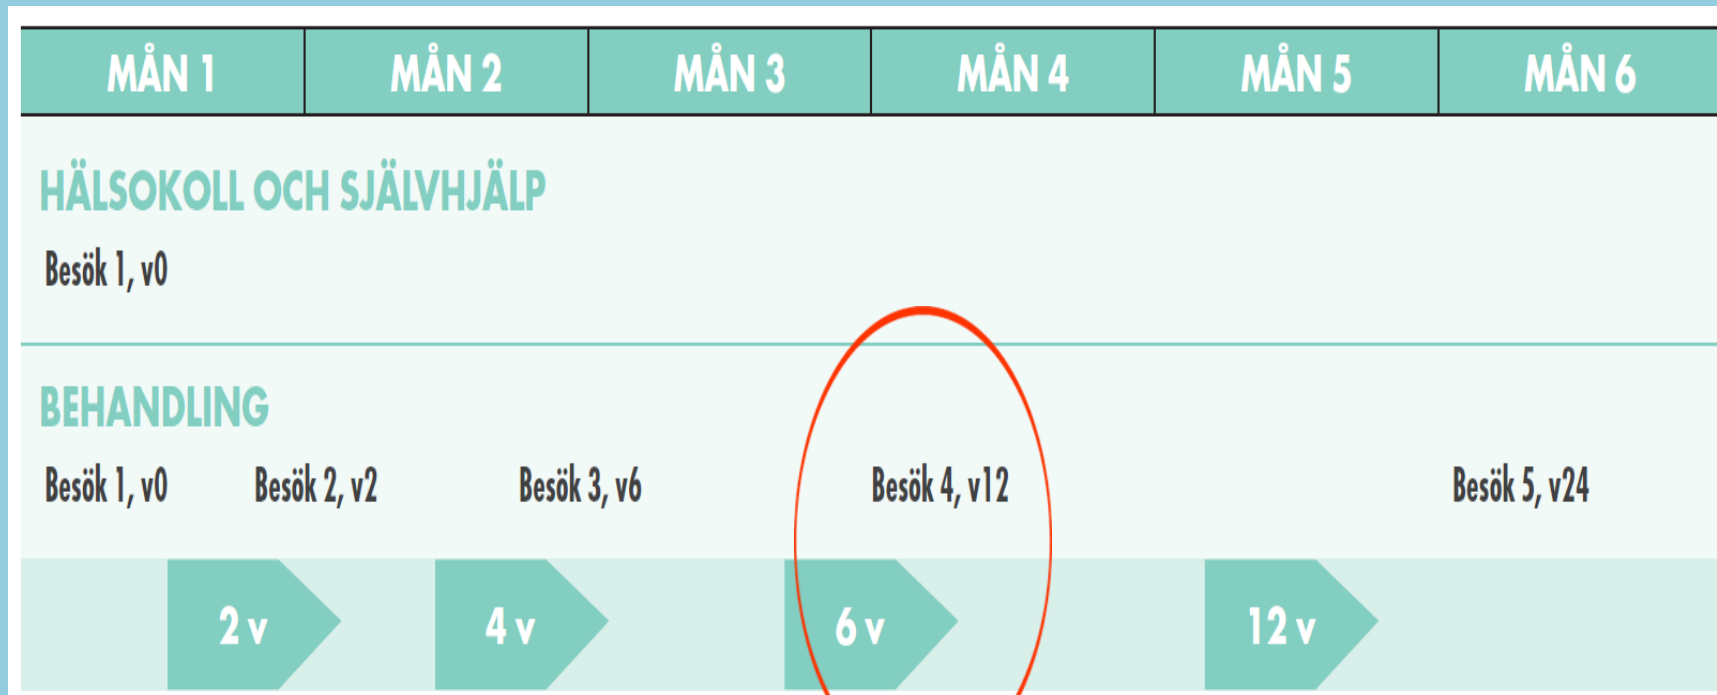 MÅN 1 MÅN 2 MÅN 3 MÅN 4 MÅN 5 MÅN 6
HÄLSOKOLL OCH SJÄLVHJÄLP
Besök 1, v0
BEHANDLING
Besök 1, v0 Besök 2, v2 Besök 3, v6 Besök 4, v12 Besök 5, v24
2 v 4 v 6 v 12 v